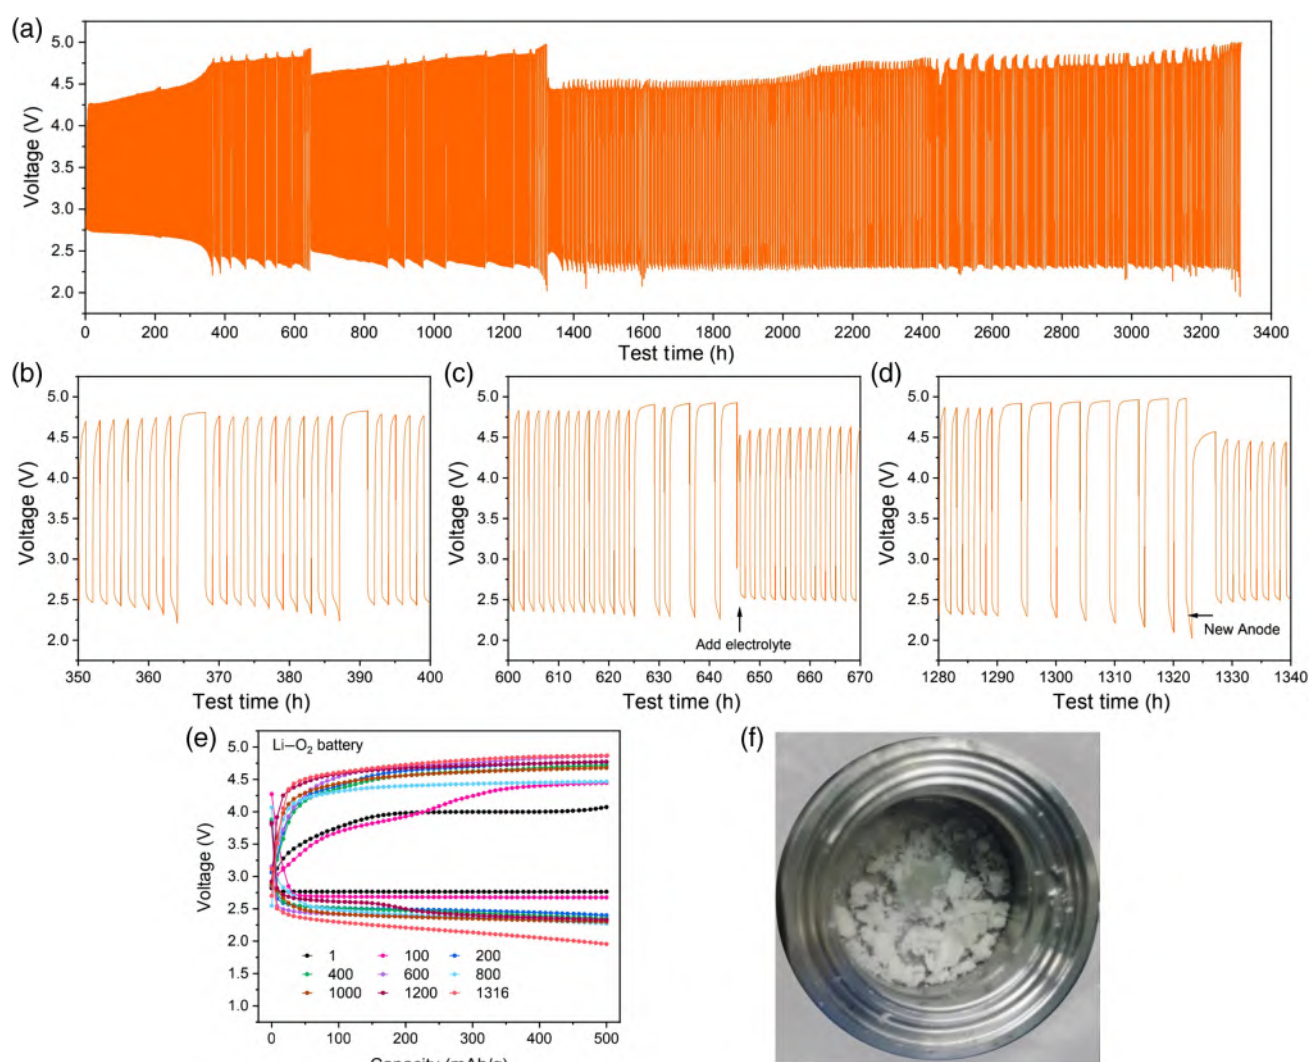 (a)
Voltage (V)
5.0
4.5
4.0
3.5
3.0
2.5
2.0
0 200 400 600 800 1000 1200 1400 1600 1800 2000 2200 2400 2600 2800 3000 3200 3400
Test time (h)
(b)
Voltage (V)
5.0
4.5
4.0
3.5
3.0
2.5
2.0
350 360 370 380 390 400
Test time (h)
(c)
Voltage (V)
5.0
4.5
4.0
3.5
3.0
2.5
2.0
Add electrolyte
600 610 620 630 640 650 660 670
Test time (h)
(d)
Voltage (V)
5.0
4.5
4.0
3.5
3.0
2.5
2.0
New Anode
1280 1290 1300 1310 1320 1330 1340
Test time (h)
(e)
Li–O₂ battery
Voltage (V)
5.0
4.5
4.0
3.5
3.0
2.5
2.0
1.5
1.0
1 100 200
400 600 800
1000 1200 1316
0 100 200 300 400 500
Capacity (mAh/g)
(f)